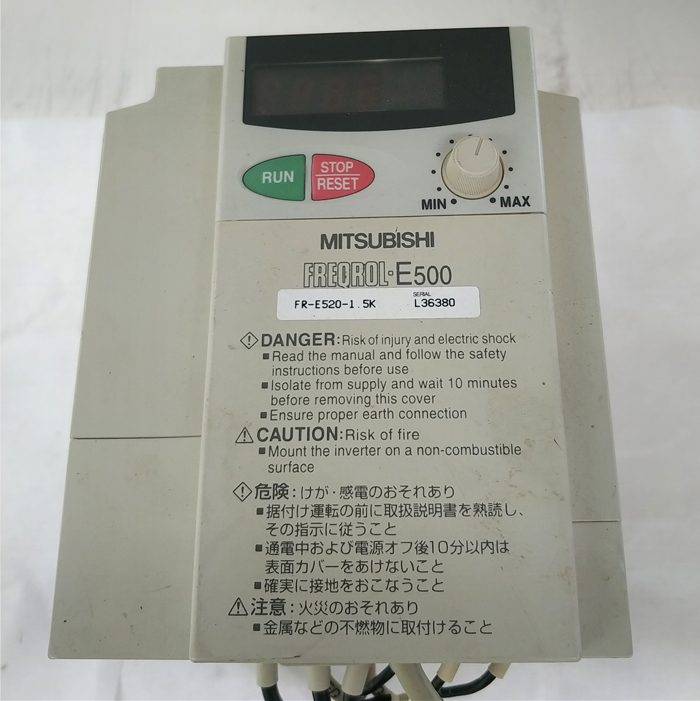 RUN
STOP
RESET
MIN
MAX
MITSUBISHI
FREQROL-E500
SERIAL
FR-E520-1.5K L36380
DANGER:Risk of injury and electric shock
■Read the manual and follow the safety
instructions before use
■Isolate from supply and wait 10 minutes
before removing this cover
■Ensure proper earth connection
CAUTION:Risk of fire
■Mount the inverter on a non-combustible
surface
危険:けが・感電のおそれあり
■据付け運転の前に取扱説明書を熟読し、
その指示に従うこと
■通電中および電源オフ後10分以内は
表面カバーをあけないこと
■確実に接地をおこなうこと
注意:火災のおそれあり
■金属などの不燃物に取付けること